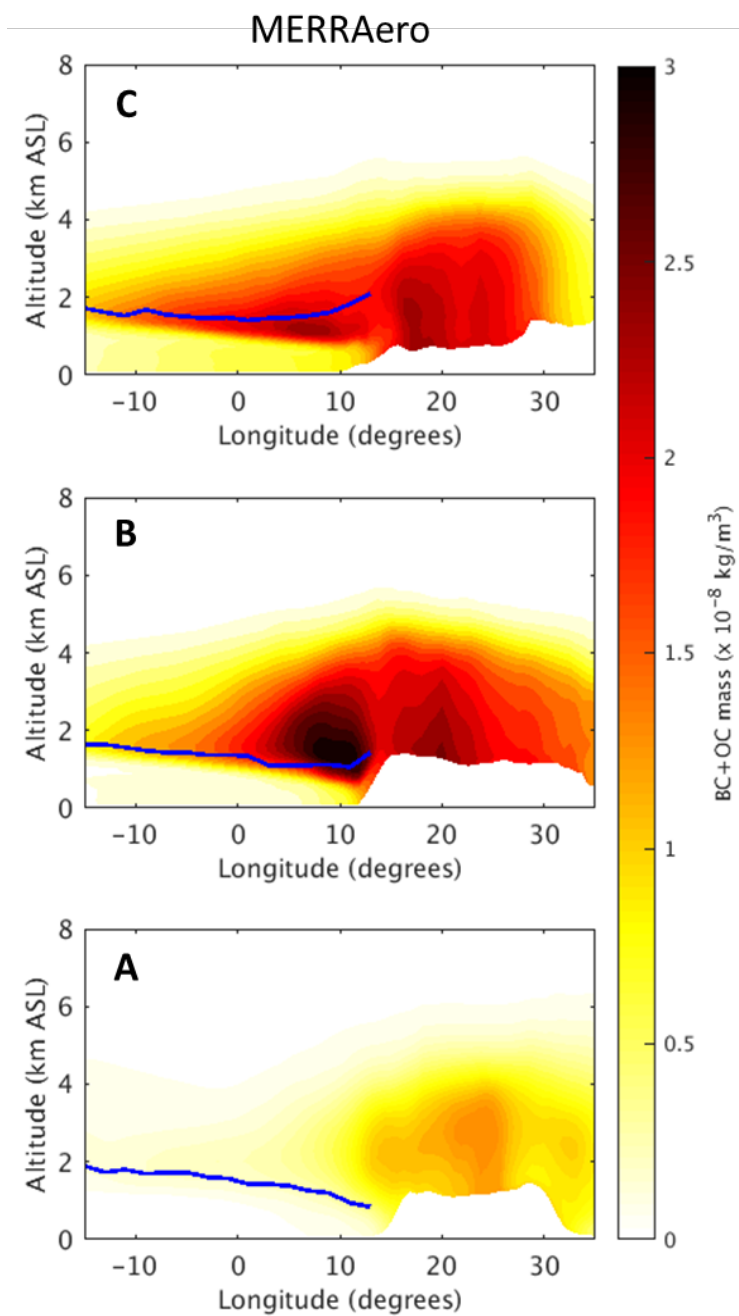 MERRAero
C
8
6
4
2
0
Altitude (km ASL)
−10 0 10 20 30
Longitude (degrees)
B
8
6
4
2
0
Altitude (km ASL)
−10 0 10 20 30
Longitude (degrees)
A
8
6
4
2
0
Altitude (km ASL)
−10 0 10 20 30
Longitude (degrees)
3
2.5
2
1.5
1
0.5
0
BC+OC mass (x 10⁻⁸ kg/m³)